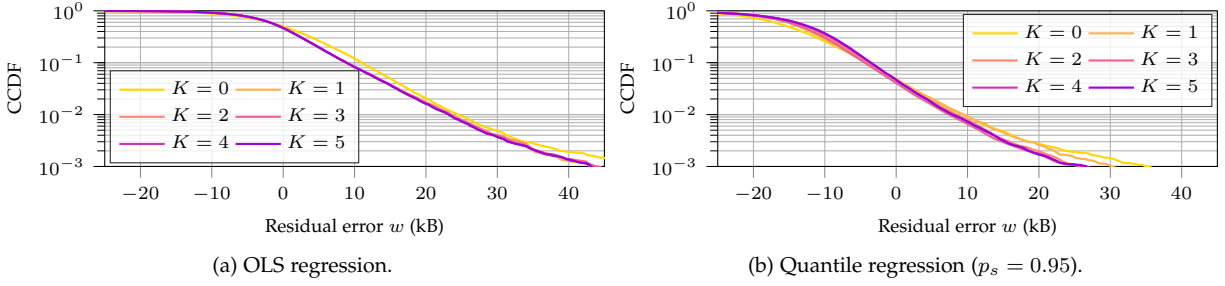 10^0
10^{-1}
10^{-2}
10^{-3}
CCDF
K = 0 K = 1
K = 2 K = 3
K = 4 K = 5
−20 −10 0 10 20 30 40
Residual error w (kB)
(a) OLS regression.
10^0
10^{-1}
10^{-2}
10^{-3}
CCDF
K = 0 K = 1
K = 2 K = 3
K = 4 K = 5
−20 −10 0 10 20 30 40
Residual error w (kB)
(b) Quantile regression (p_s = 0.95).